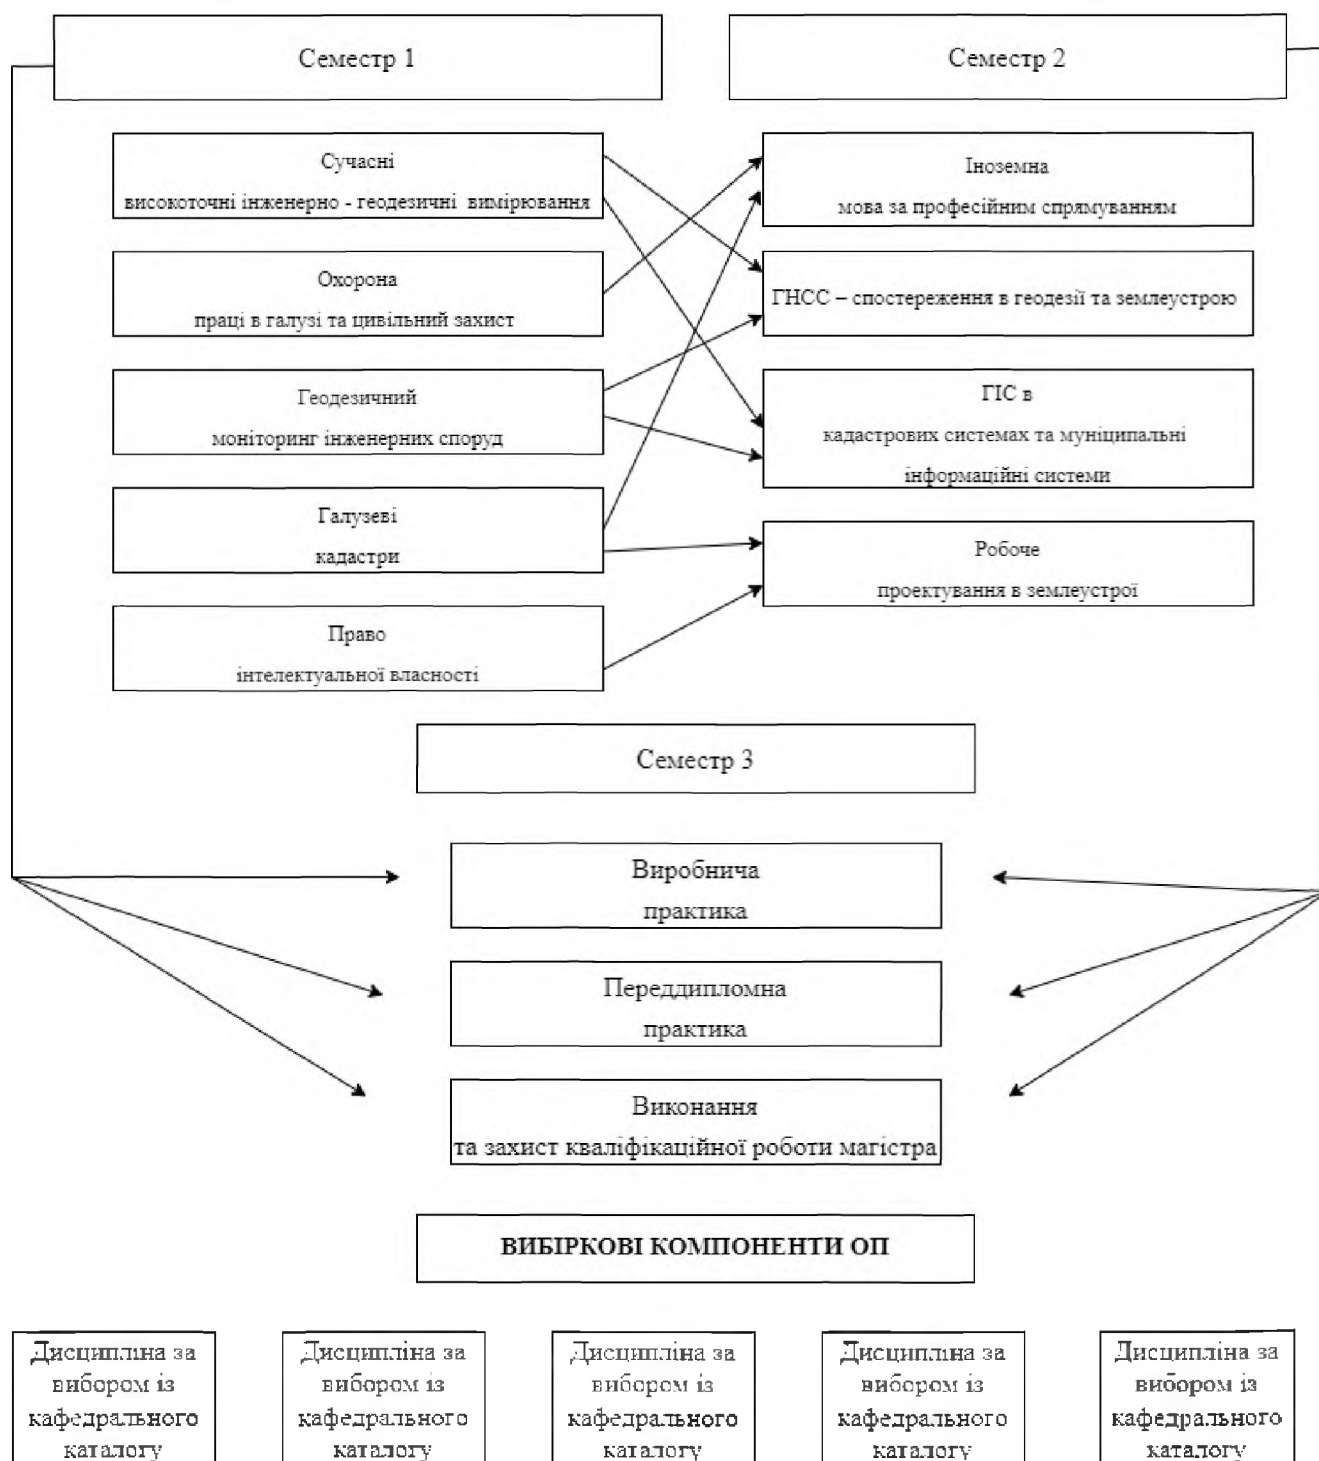 Семестр 1
Семестр 2
Сучасні
високоточні інженерно - геодезичні вимірювання
Охорона
праці в галузі та цивільний захист
Геодезичний
моніторинг інженерних споруд
Галузеві
кадастри
Право
інтелектуальної власності
Іноземна
мова за професійним спрямуванням
ГНСС – спостереження в геодезії та землеустрою
ГІС в
кадастрових системах та муніципальні
інформаційні системи
Робоче
проектування в землеустрої
Семестр 3
Виробнича
практика
Переддипломна
практика
Виконання
та захист кваліфікаційної роботи магістра
ВИБІРКОВІ КОМПОНЕНТИ ОП
Дисципліна за
вибором із
кафедрального
каталогу
Дисципліна за
вибором із
кафедрального
каталогу
Дисципліна за
вибором із
кафедрального
каталогу
Дисципліна за
вибором із
кафедрального
каталогу
Дисципліна за
вибором із
кафедрального
каталогу